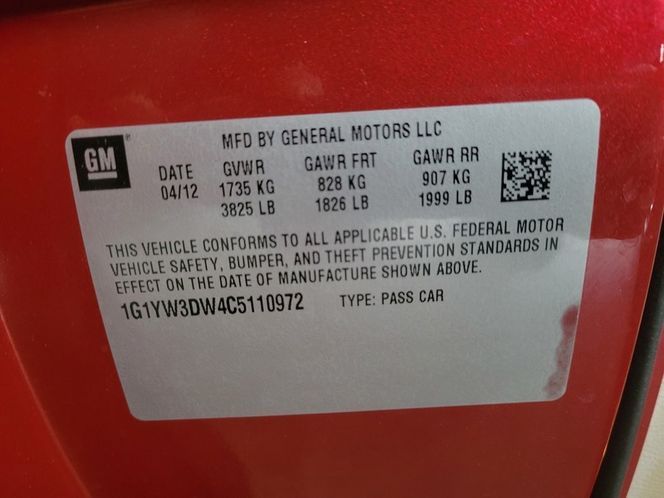 GM
MFD BY GENERAL MOTORS LLC
DATE GVWR GAWR FRT GAWR RR
04/12 1735 KG 828 KG 907 KG
3825 LB 1826 LB 1999 LB
THIS VEHICLE CONFORMS TO ALL APPLICABLE U.S. FEDERAL MOTOR
VEHICLE SAFETY, BUMPER, AND THEFT PREVENTION STANDARDS IN
EFFECT ON THE DATE OF MANUFACTURE SHOWN ABOVE.
1G1YW3DW4C5110972 TYPE: PASS CAR